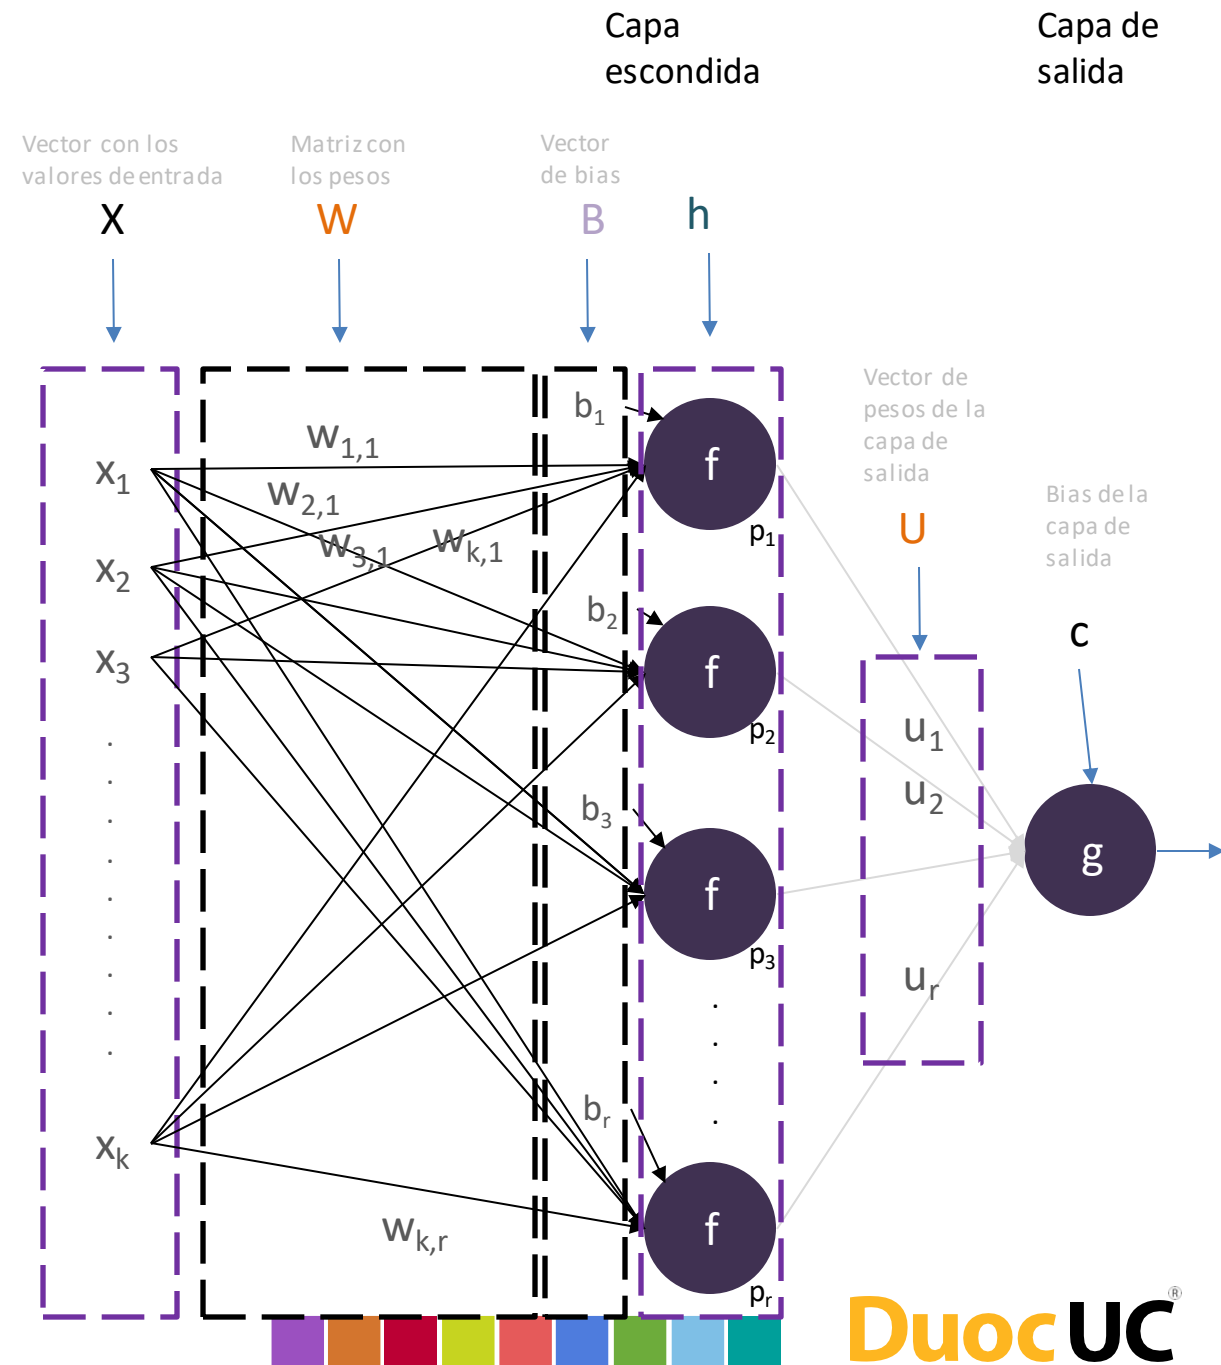 Capa
escondida
Capa de
salida
Vector con los
valores de entrada
X
Matriz con
los pesos
W
Vector
de bias
B
h
x1
x2
x3
.
.
.
.
.
.
.
.
.
xk
w1,1
w2,1
w3,1
wk,1
wk,r
b1
b2
b3
br
f
p1
f
p2
f
p3
.
.
.
.
f
pr
Vector de
pesos de la
capa de
salida
U
u1
u2
ur
Bias de la
capa de
salida
c
g
Duoc UC®